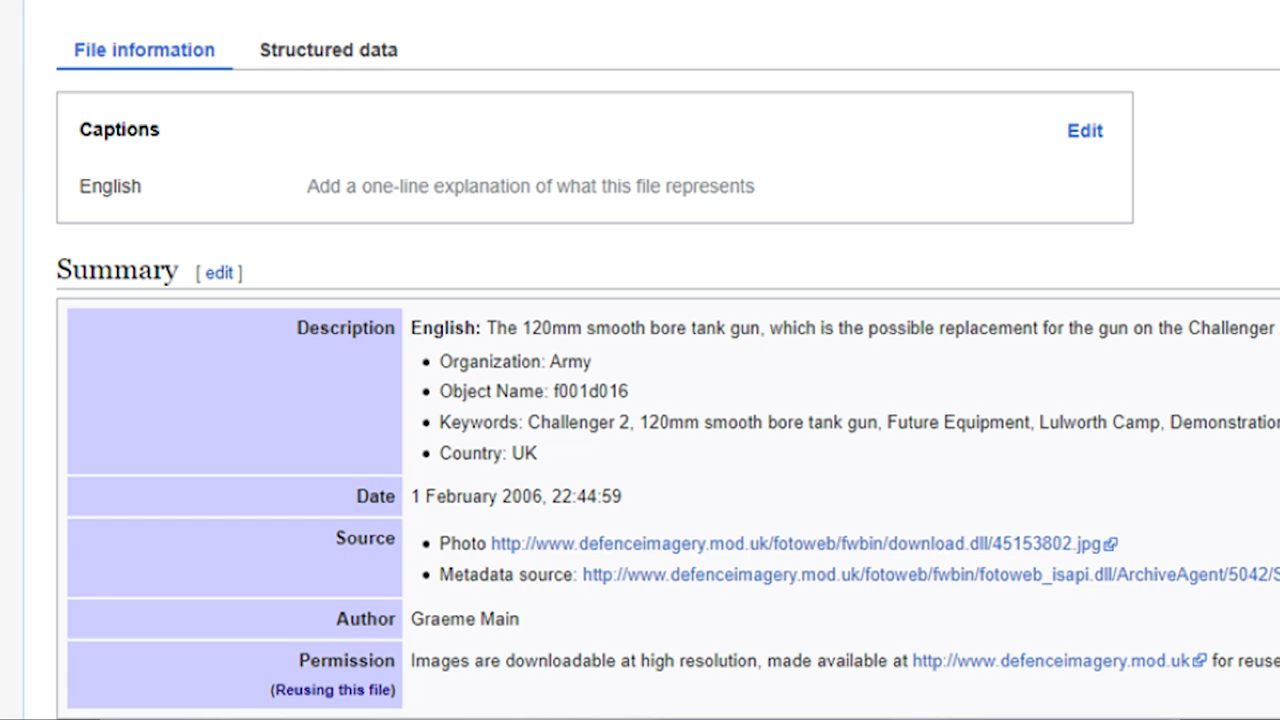 File information Structured data
Captions Edit
English Add a one-line explanation of what this file represents
Summary [ edit ]
Description English: The 120mm smooth bore tank gun, which is the possible replacement for the gun on the Challenger
• Organization: Army
• Object Name: f001d016
• Keywords: Challenger 2, 120mm smooth bore tank gun, Future Equipment, Lulworth Camp, Demonstration
• Country: UK
Date 1 February 2006, 22:44:59
Source • Photo http://www.defenceimagery.mod.uk/fotoweb/fwbin/download.dll/45153802.jpg
• Metadata source: http://www.defenceimagery.mod.uk/fotoweb/fwbin/fotoweb_isapi.dll/ArchiveAgent/5042/S
Author Graeme Main
Permission Images are downloadable at high resolution, made available at http://www.defenceimagery.mod.uk for reuse
(Reusing this file)